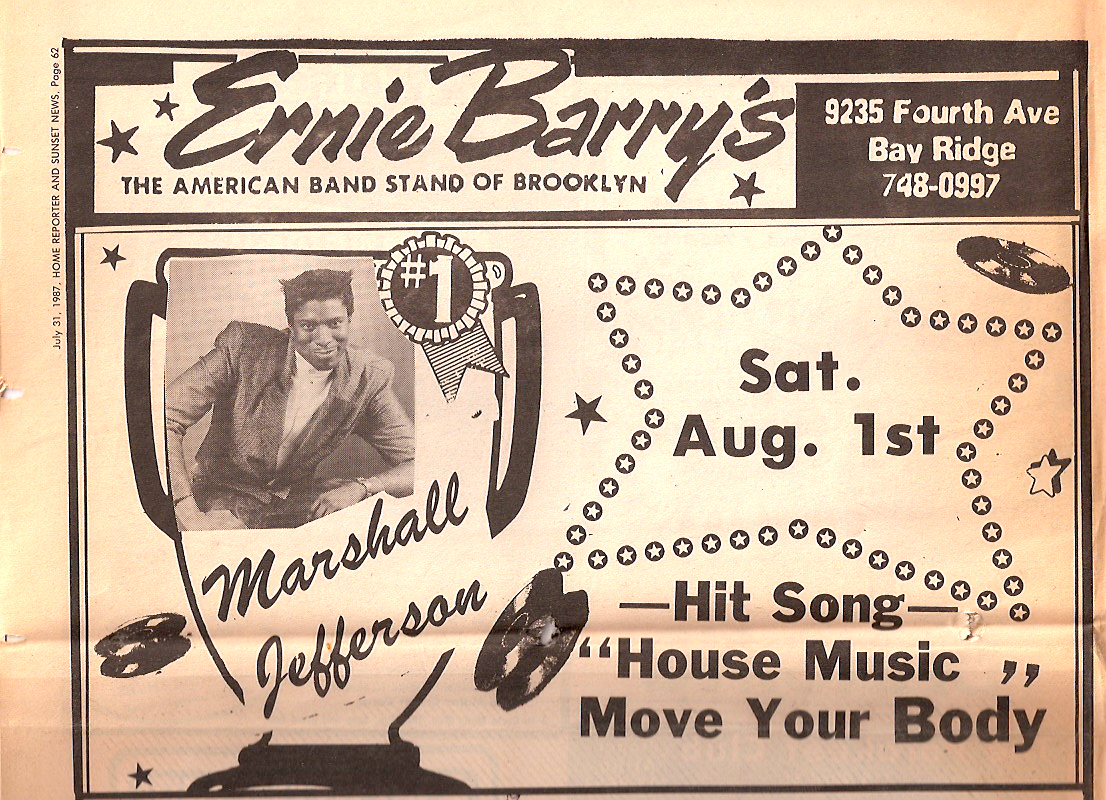 July 31, 1987, HOME REPORTER AND SUNSET NEWS, Page 62
Ernie Barry's
THE AMERICAN BAND STAND OF BROOKLYN
9235 Fourth Ave
Bay Ridge
748-0997
#1
Marshall
Jefferson
Sat.
Aug. 1st
—Hit Song—
“House Music ”
Move Your Body